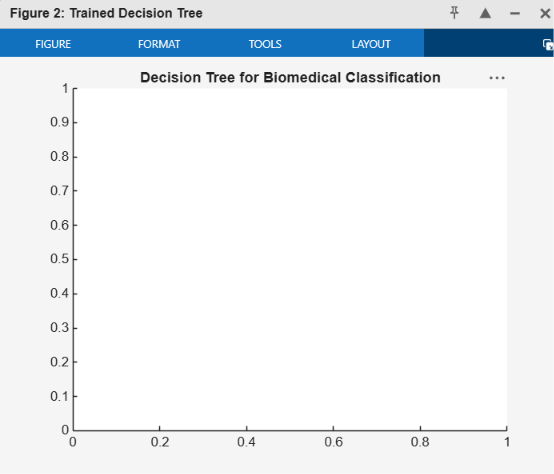 Figure 2: Trained Decision Tree
FIGURE FORMAT TOOLS LAYOUT
Decision Tree for Biomedical Classification
1
0.9
0.8
0.7
0.6
0.5
0.4
0.3
0.2
0.1
0
0 0.2 0.4 0.6 0.8 1